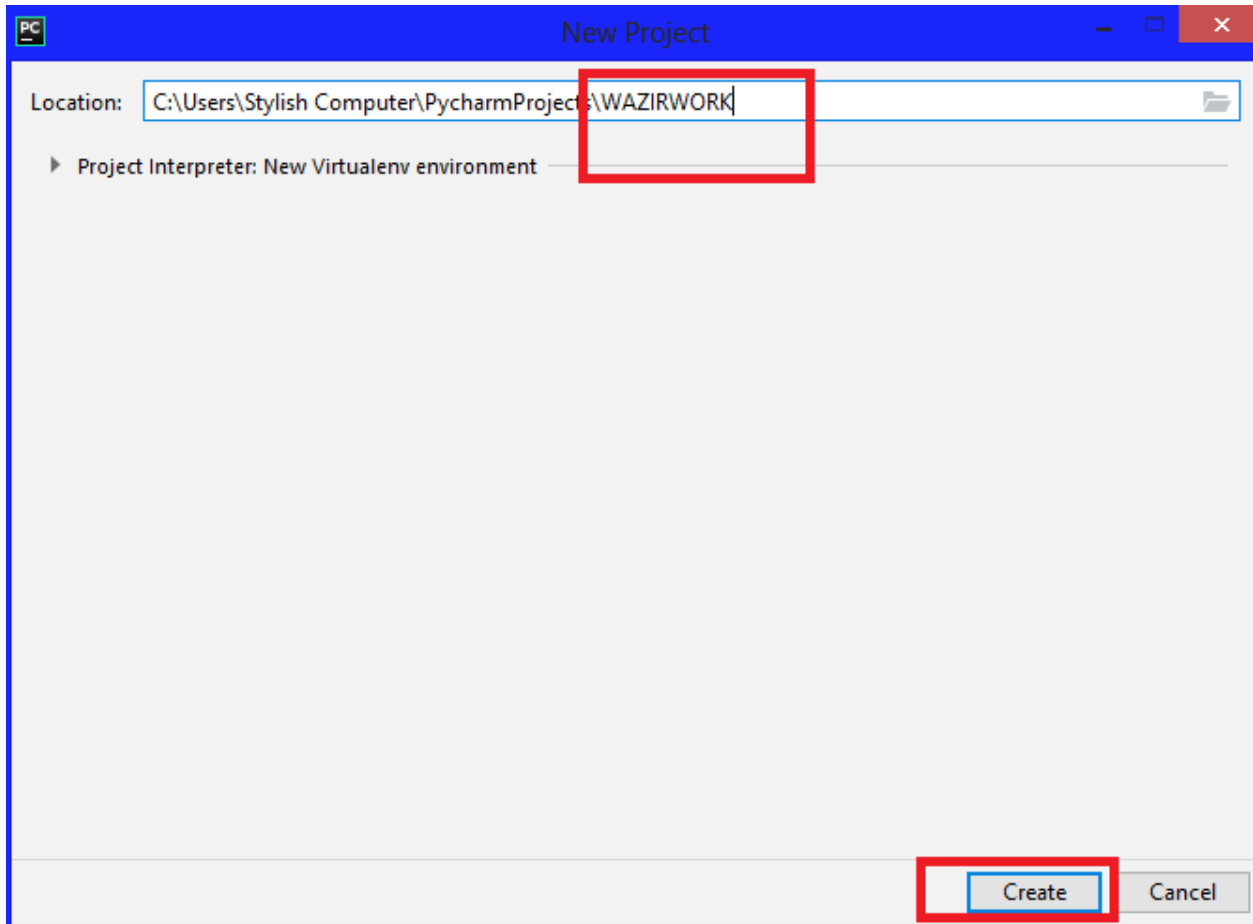 PC
New Project
Location: C:\Users\Stylish Computer\PycharmProjects\WAZIRWORK
Project Interpreter: New Virtualenv environment
Create Cancel